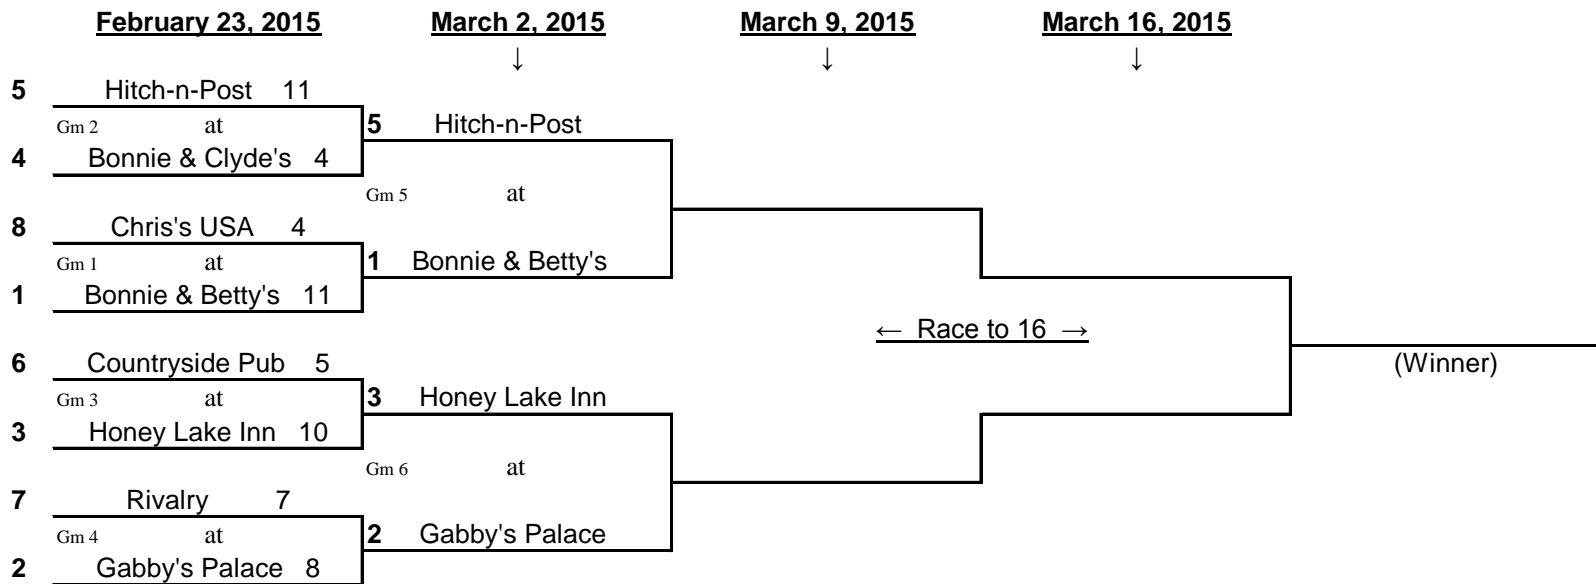 February 23, 2015 March 2, 2015 March 9, 2015 March 16, 2015
↓ ↓ ↓
5 Hitch-n-Post 11
Gm 2 at 5 Hitch-n-Post
4 Bonnie & Clyde's 4
Gm 5 at
8 Chris's USA 4
Gm 1 at 1 Bonnie & Betty's
1 Bonnie & Betty's 11
← Race to 16 →
6 Countryside Pub 5 (Winner)
Gm 3 at 3 Honey Lake Inn
3 Honey Lake Inn 10
Gm 6 at
7 Rivalry 7
Gm 4 at 2 Gabby's Palace
2 Gabby's Palace 8